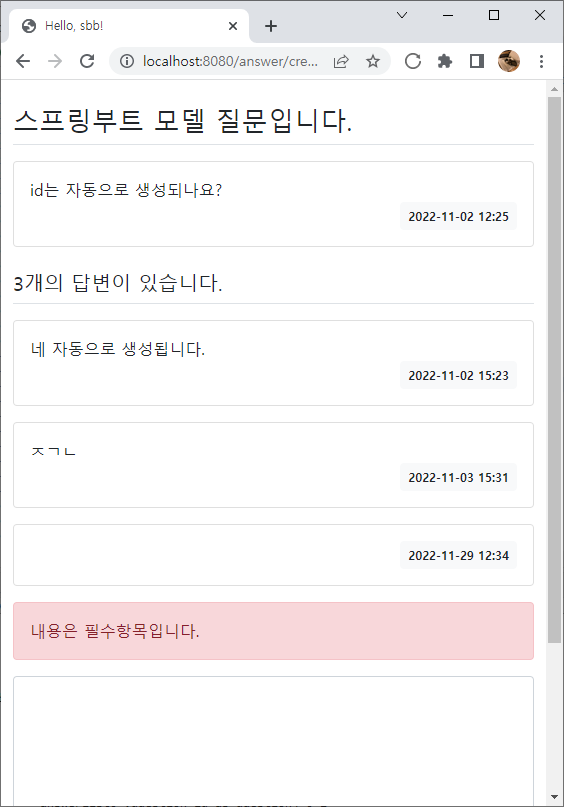 Hello, sbb!
localhost:8080/answer/cre...
스프링부트 모델 질문입니다.
id는 자동으로 생성되나요?
2022-11-02 12:25
3개의 답변이 있습니다.
네 자동으로 생성됩니다.
2022-11-02 15:23
ㅈㄱㄴ
2022-11-03 15:31
2022-11-29 12:34
내용은 필수항목입니다.